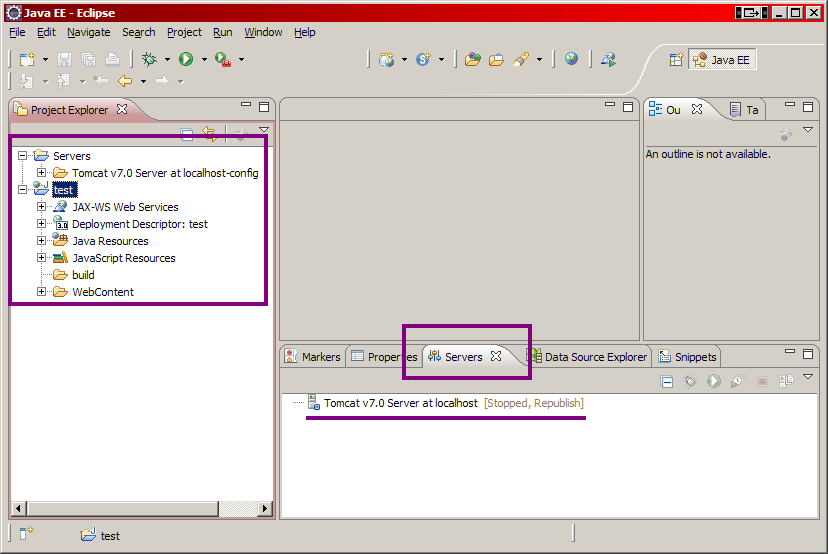 Java EE - Eclipse
File Edit Navigate Search Project Run Window Help
Java EE
Project Explorer
Ou Ta
Servers
Tomcat v7.0 Server at localhost-config
test
JAX-WS Web Services
3.0 Deployment Descriptor: test
Java Resources
JavaScript Resources
build
WebContent
An outline is not available.
Markers Properties Servers Data Source Explorer Snippets
Tomcat v7.0 Server at localhost [Stopped, Republish]
test